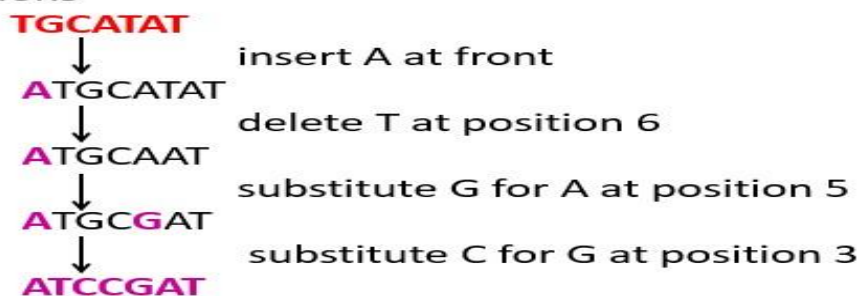 TGCATAT
insert A at front
ATGCATAT
delete T at position 6
ATGCAAT
substitute G for A at position 5
ATGCGAT
substitute C for G at position 3
ATCCGAT